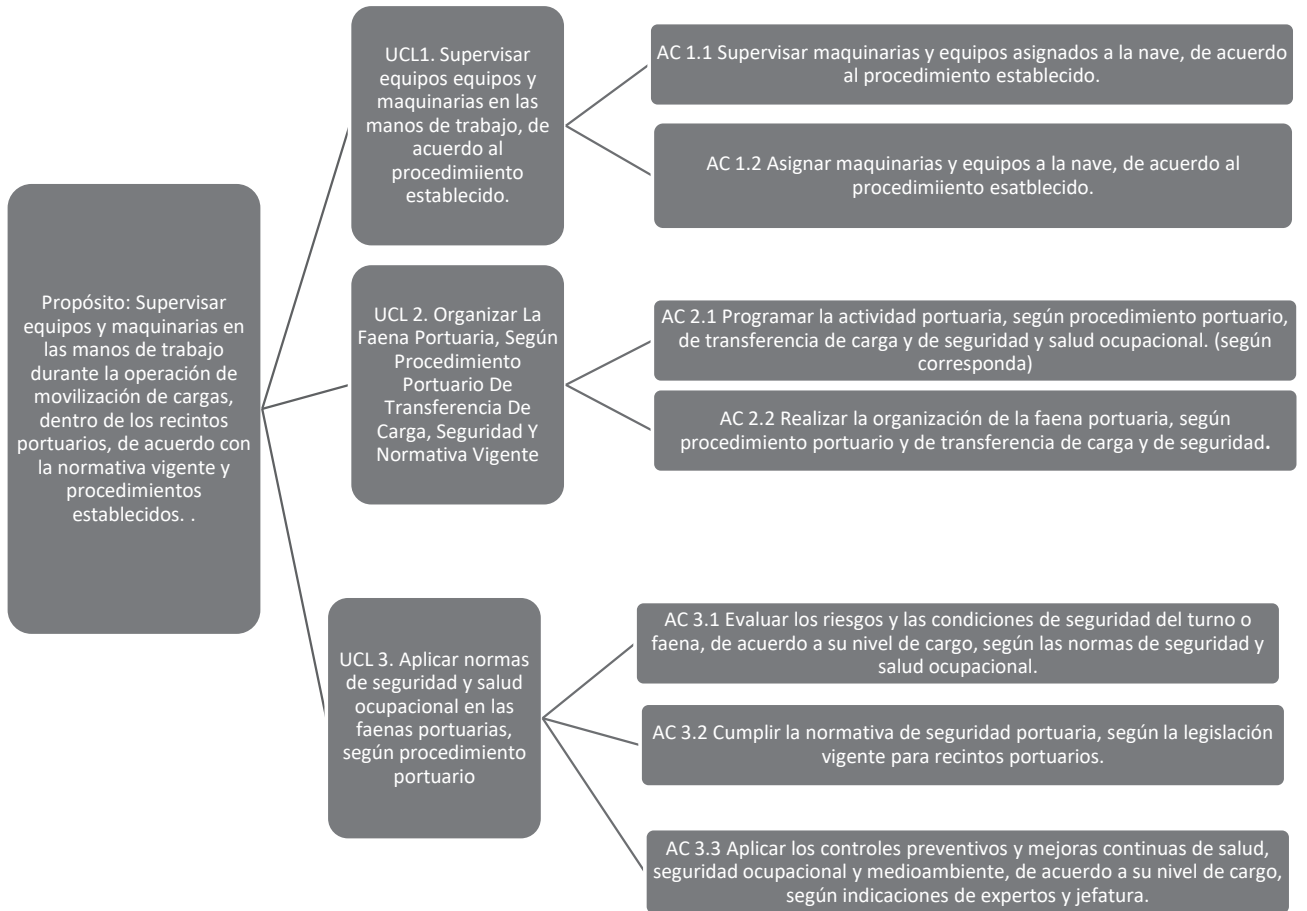 Propósito: Supervisar
equipos y maquinarias en
las manos de trabajo
durante la operación de
movilización de cargas,
dentro de los recintos
portuarios, de acuerdo con
la normativa vigente y
procedimientos
establecidos. .
UCL1. Supervisar
equipos equipos y
maquinarias en las
manos de trabajo, de
acuerdo al
procedimiiento
establecido.
AC 1.1 Supervisar maquinarias y equipos asignados a la nave, de acuerdo
al procedimiento establecido.
AC 1.2 Asignar maquinarias y equipos a la nave, de acuerdo al
procedimiiento esatblecido.
UCL 2. Organizar La
Faena Portuaria, Según
Procedimiento
Portuario De
Transferencia De
Carga, Seguridad Y
Normativa Vigente
AC 2.1 Programar la actividad portuaria, según procedimiento portuario,
de transferencia de carga y de seguridad y salud ocupacional. (según
corresponda)
AC 2.2 Realizar la organización de la faena portuaria, según
procedimiento portuario y de transferencia de carga y de seguridad.
UCL 3. Aplicar normas
de seguridad y salud
ocupacional en las
faenas portuarias,
según procedimiento
portuario
AC 3.1 Evaluar los riesgos y las condiciones de seguridad del turno o
faena, de acuerdo a su nivel de cargo, según las normas de seguridad y
salud ocupacional.
AC 3.2 Cumplir la normativa de seguridad portuaria, según la legislación
vigente para recintos portuarios.
AC 3.3 Aplicar los controles preventivos y mejoras continuas de salud,
seguridad ocupacional y medioambiente, de acuerdo a su nivel de cargo,
según indicaciones de expertos y jefatura.